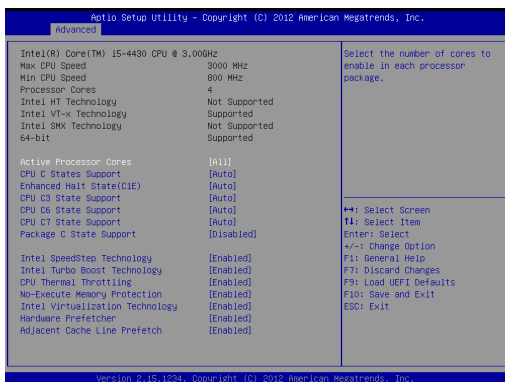 Aptio Setup Utility – Copyright (C) 2012 American Megatrends, Inc.
Advanced
Intel(R) Core(TM) i5-4430 CPU @ 3.00GHz
Max CPU Speed 3000 MHz
Min CPU Speed 800 MHz
Processor Cores 4
Intel HT Technology Not Supported
Intel VT-x Technology Supported
Intel SMX Technology Not Supported
64-bit Supported
Active Processor Cores [All]
CPU C States Support [Auto]
Enhanced Halt State(C1E) [Auto]
CPU C3 State Support [Auto]
CPU C6 State Support [Auto]
CPU C7 State Support [Auto]
Package C State Support [Disabled]
Intel SpeedStep Technology [Enabled]
Intel Turbo Boost Technology [Enabled]
CPU Thermal Throttling [Enabled]
No-Execute Memory Protection [Enabled]
Intel Virtualization Technology [Enabled]
Hardware Prefetcher [Enabled]
Adjacent Cache Line Prefetch [Enabled]
Select the number of cores to
enable in each processor
package.
↔: Select Screen
↑↓: Select Item
Enter: Select
+/-: Change Option
F1: General Help
F7: Discard Changes
F9: Load UEFI Defaults
F10: Save and Exit
ESC: Exit
Version 2.15.1234. Copyright (C) 2012 American Megatrends, Inc.